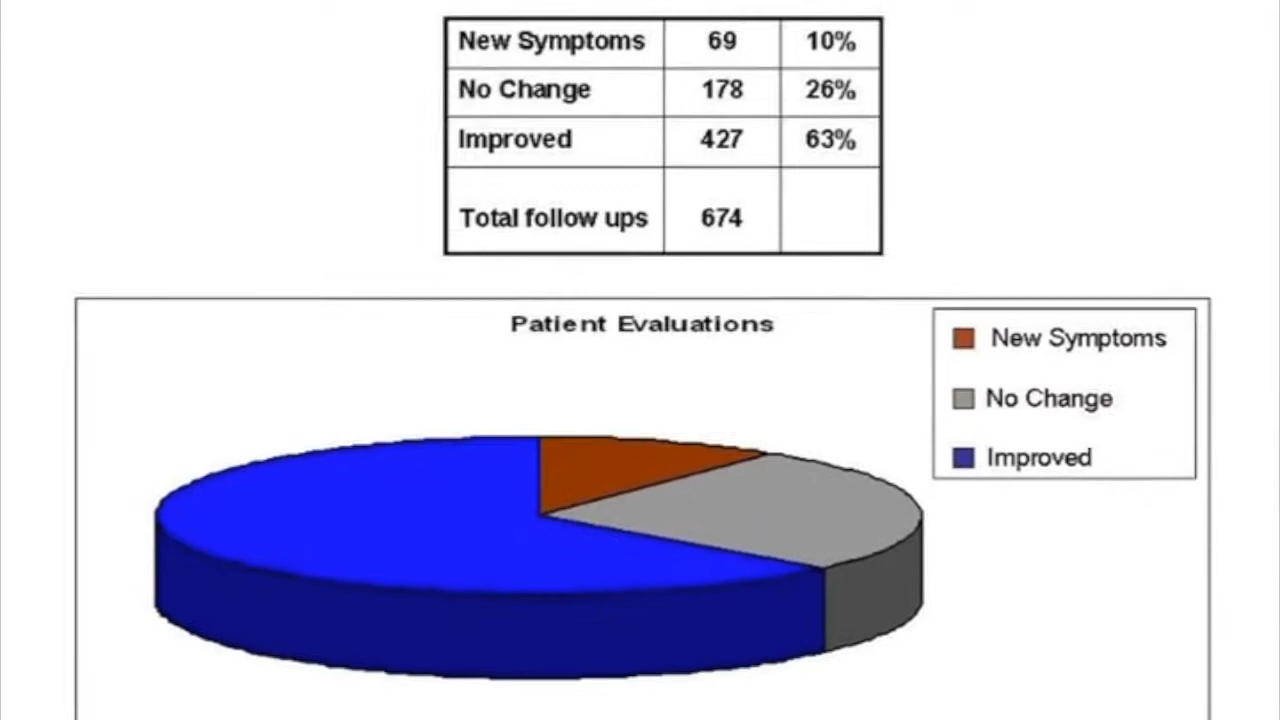 New Symptoms 69 10%
No Change 178 26%
Improved 427 63%
Total follow ups 674
Patient Evaluations
New Symptoms
No Change
Improved